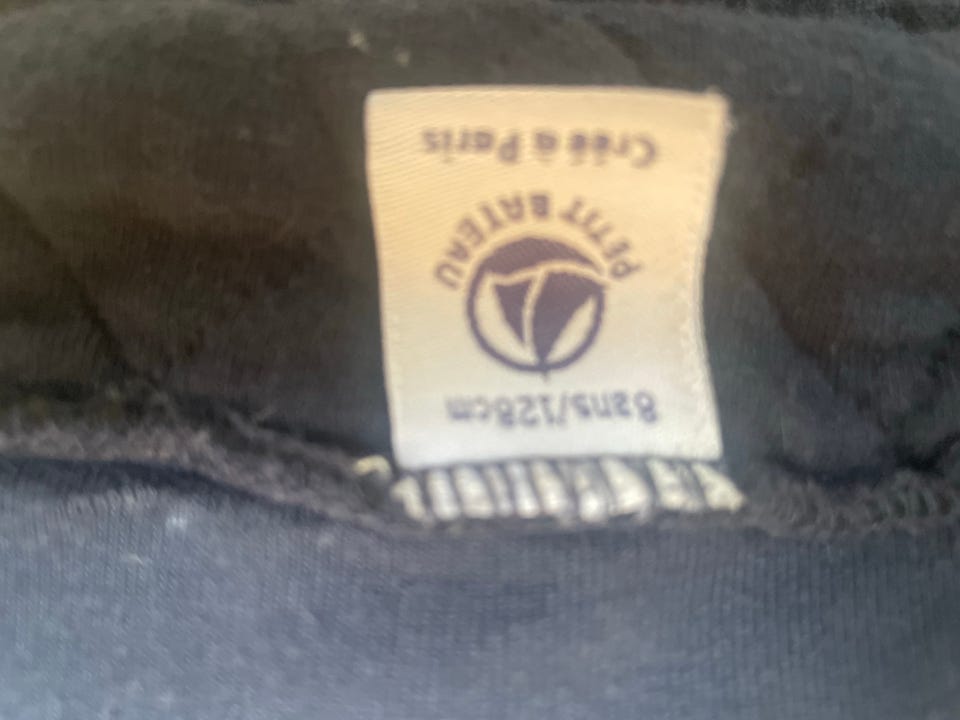 8ans/128cm
PETIT BATEAU
Créé à Paris